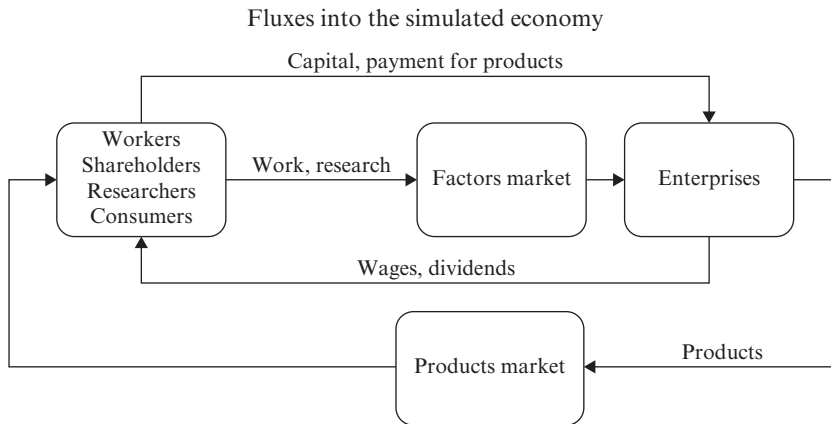 Fluxes into the simulated economy
Capital, payment for products
Workers
Shareholders
Researchers
Consumers
Work, research
Factors market
Enterprises
Wages, dividends
Products market
Products